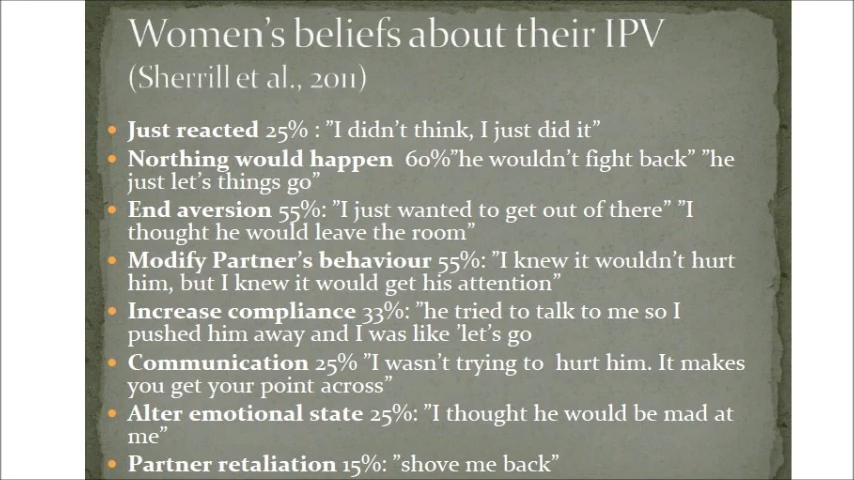 Women's beliefs about their IPV
(Sherrill et al., 2011)
• Just reacted 25% : ”I didn't think, I just did it”
• Northing would happen 60%”he wouldn't fight back” ”he
just let's things go”
• End aversion 55%: ”I just wanted to get out of there” ”I
thought he would leave the room”
• Modify Partner's behaviour 55%: ”I knew it wouldn't hurt
him, but I knew it would get his attention”
• Increase compliance 33%: ”he tried to talk to me so I
pushed him away and I was like 'let's go
• Communication 25% ”I wasn't trying to hurt him. It makes
you get your point across”
• Alter emotional state 25%: ”I thought he would be mad at
me”
• Partner retaliation 15%: ”shove me back”